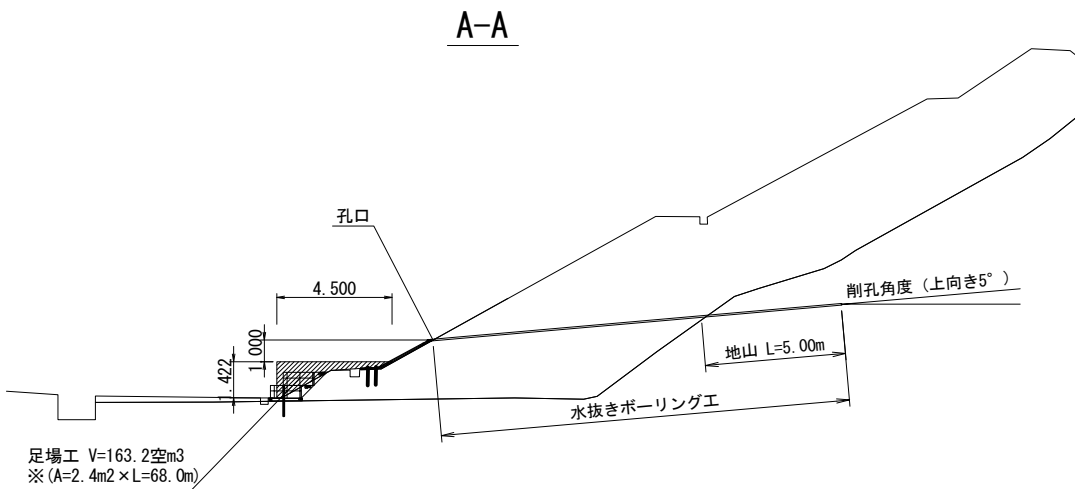 A-A
孔口
4.500
削孔角度（上向き5°）
1.000
地山 L=5.00m
1.422
水抜きボーリング工
足場工 V=163.2空m3
※(A=2.4m2×L=68.0m)